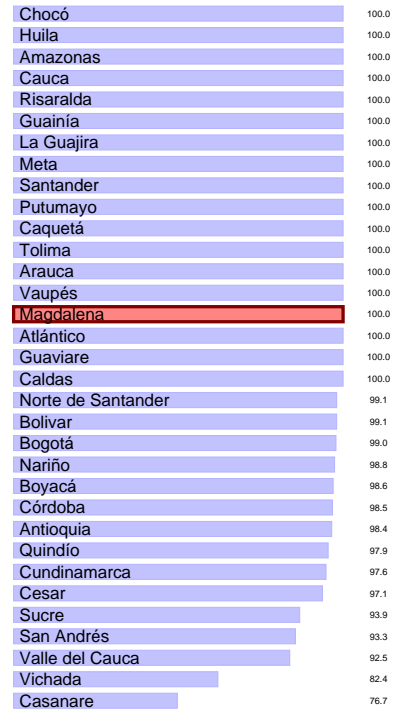 Chocó 100.0
Huila 100.0
Amazonas 100.0
Cauca 100.0
Risaralda 100.0
Guainía 100.0
La Guajira 100.0
Meta 100.0
Santander 100.0
Putumayo 100.0
Caquetá 100.0
Tolima 100.0
Arauca 100.0
Vaupés 100.0
Magdalena 100.0
Atlántico 100.0
Guaviare 100.0
Caldas 100.0
Norte de Santander 99.1
Bolivar 99.1
Bogotá 99.0
Nariño 98.8
Boyacá 98.6
Córdoba 98.5
Antioquia 98.4
Quindío 97.9
Cundinamarca 97.6
Cesar 97.1
Sucre 93.9
San Andrés 93.3
Valle del Cauca 92.5
Vichada 82.4
Casanare 76.7